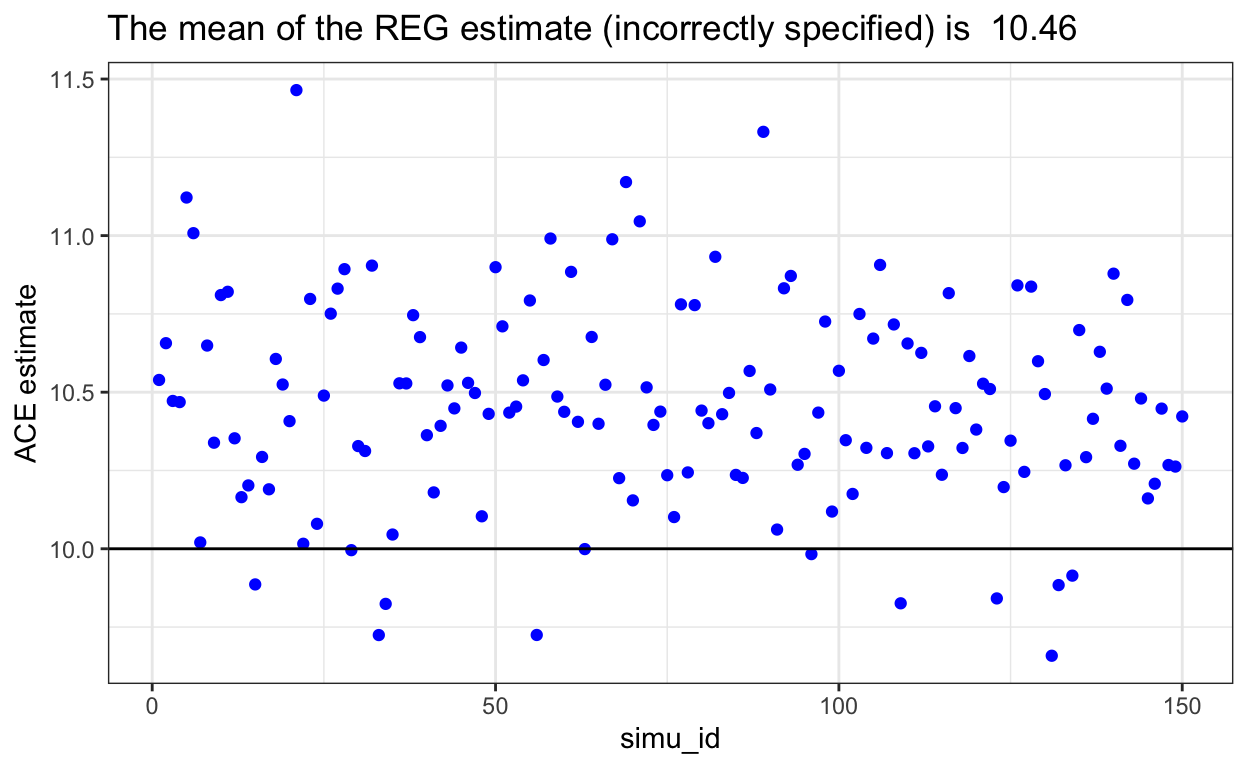 The mean of the REG estimate (incorrectly specified) is  10.46
11.5
11.0
10.5
10.0
ACE estimate
0 50 100 150
simu_id